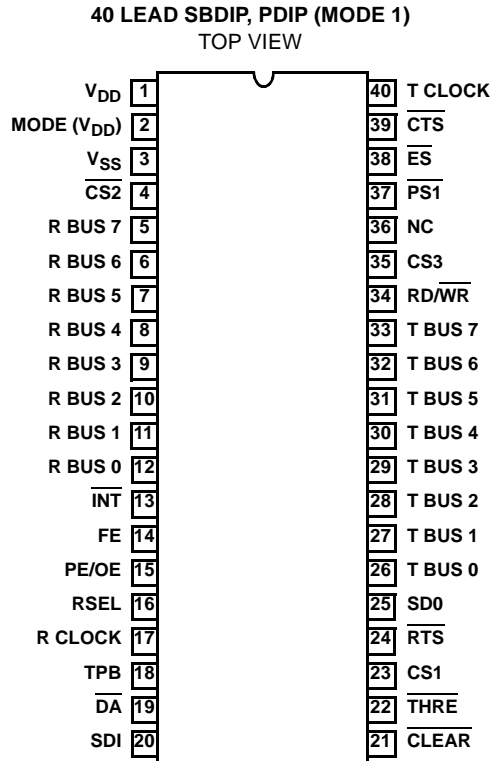 40 LEAD SBDIP, PDIP (MODE 1)
TOP VIEW
VDD 1 40 T CLOCK
MODE (VDD) 2 39 CTS
VSS 3 38 ES
CS2 4 37 PS1
R BUS 7 5 36 NC
R BUS 6 6 35 CS3
R BUS 5 7 34 RD/WR
R BUS 4 8 33 T BUS 7
R BUS 3 9 32 T BUS 6
R BUS 2 10 31 T BUS 5
R BUS 1 11 30 T BUS 4
R BUS 0 12 29 T BUS 3
INT 13 28 T BUS 2
FE 14 27 T BUS 1
PE/OE 15 26 T BUS 0
RSEL 16 25 SD0
R CLOCK 17 24 RTS
TPB 18 23 CS1
DA 19 22 THRE
SDI 20 21 CLEAR